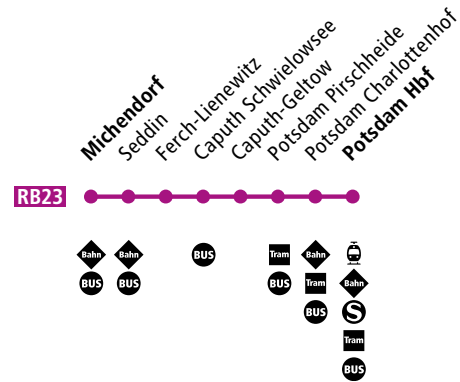 Michendorf
Seddin
Ferch-Lienewitz
Caputh Schwielowsee
Caputh-Geltow
Potsdam Pirschheide
Potsdam Charlottenhof
Potsdam Hbf
RB23
Bahn Bahn BUS Tram Bahn
BUS BUS BUS Tram Bahn
BUS S
Tram
BUS